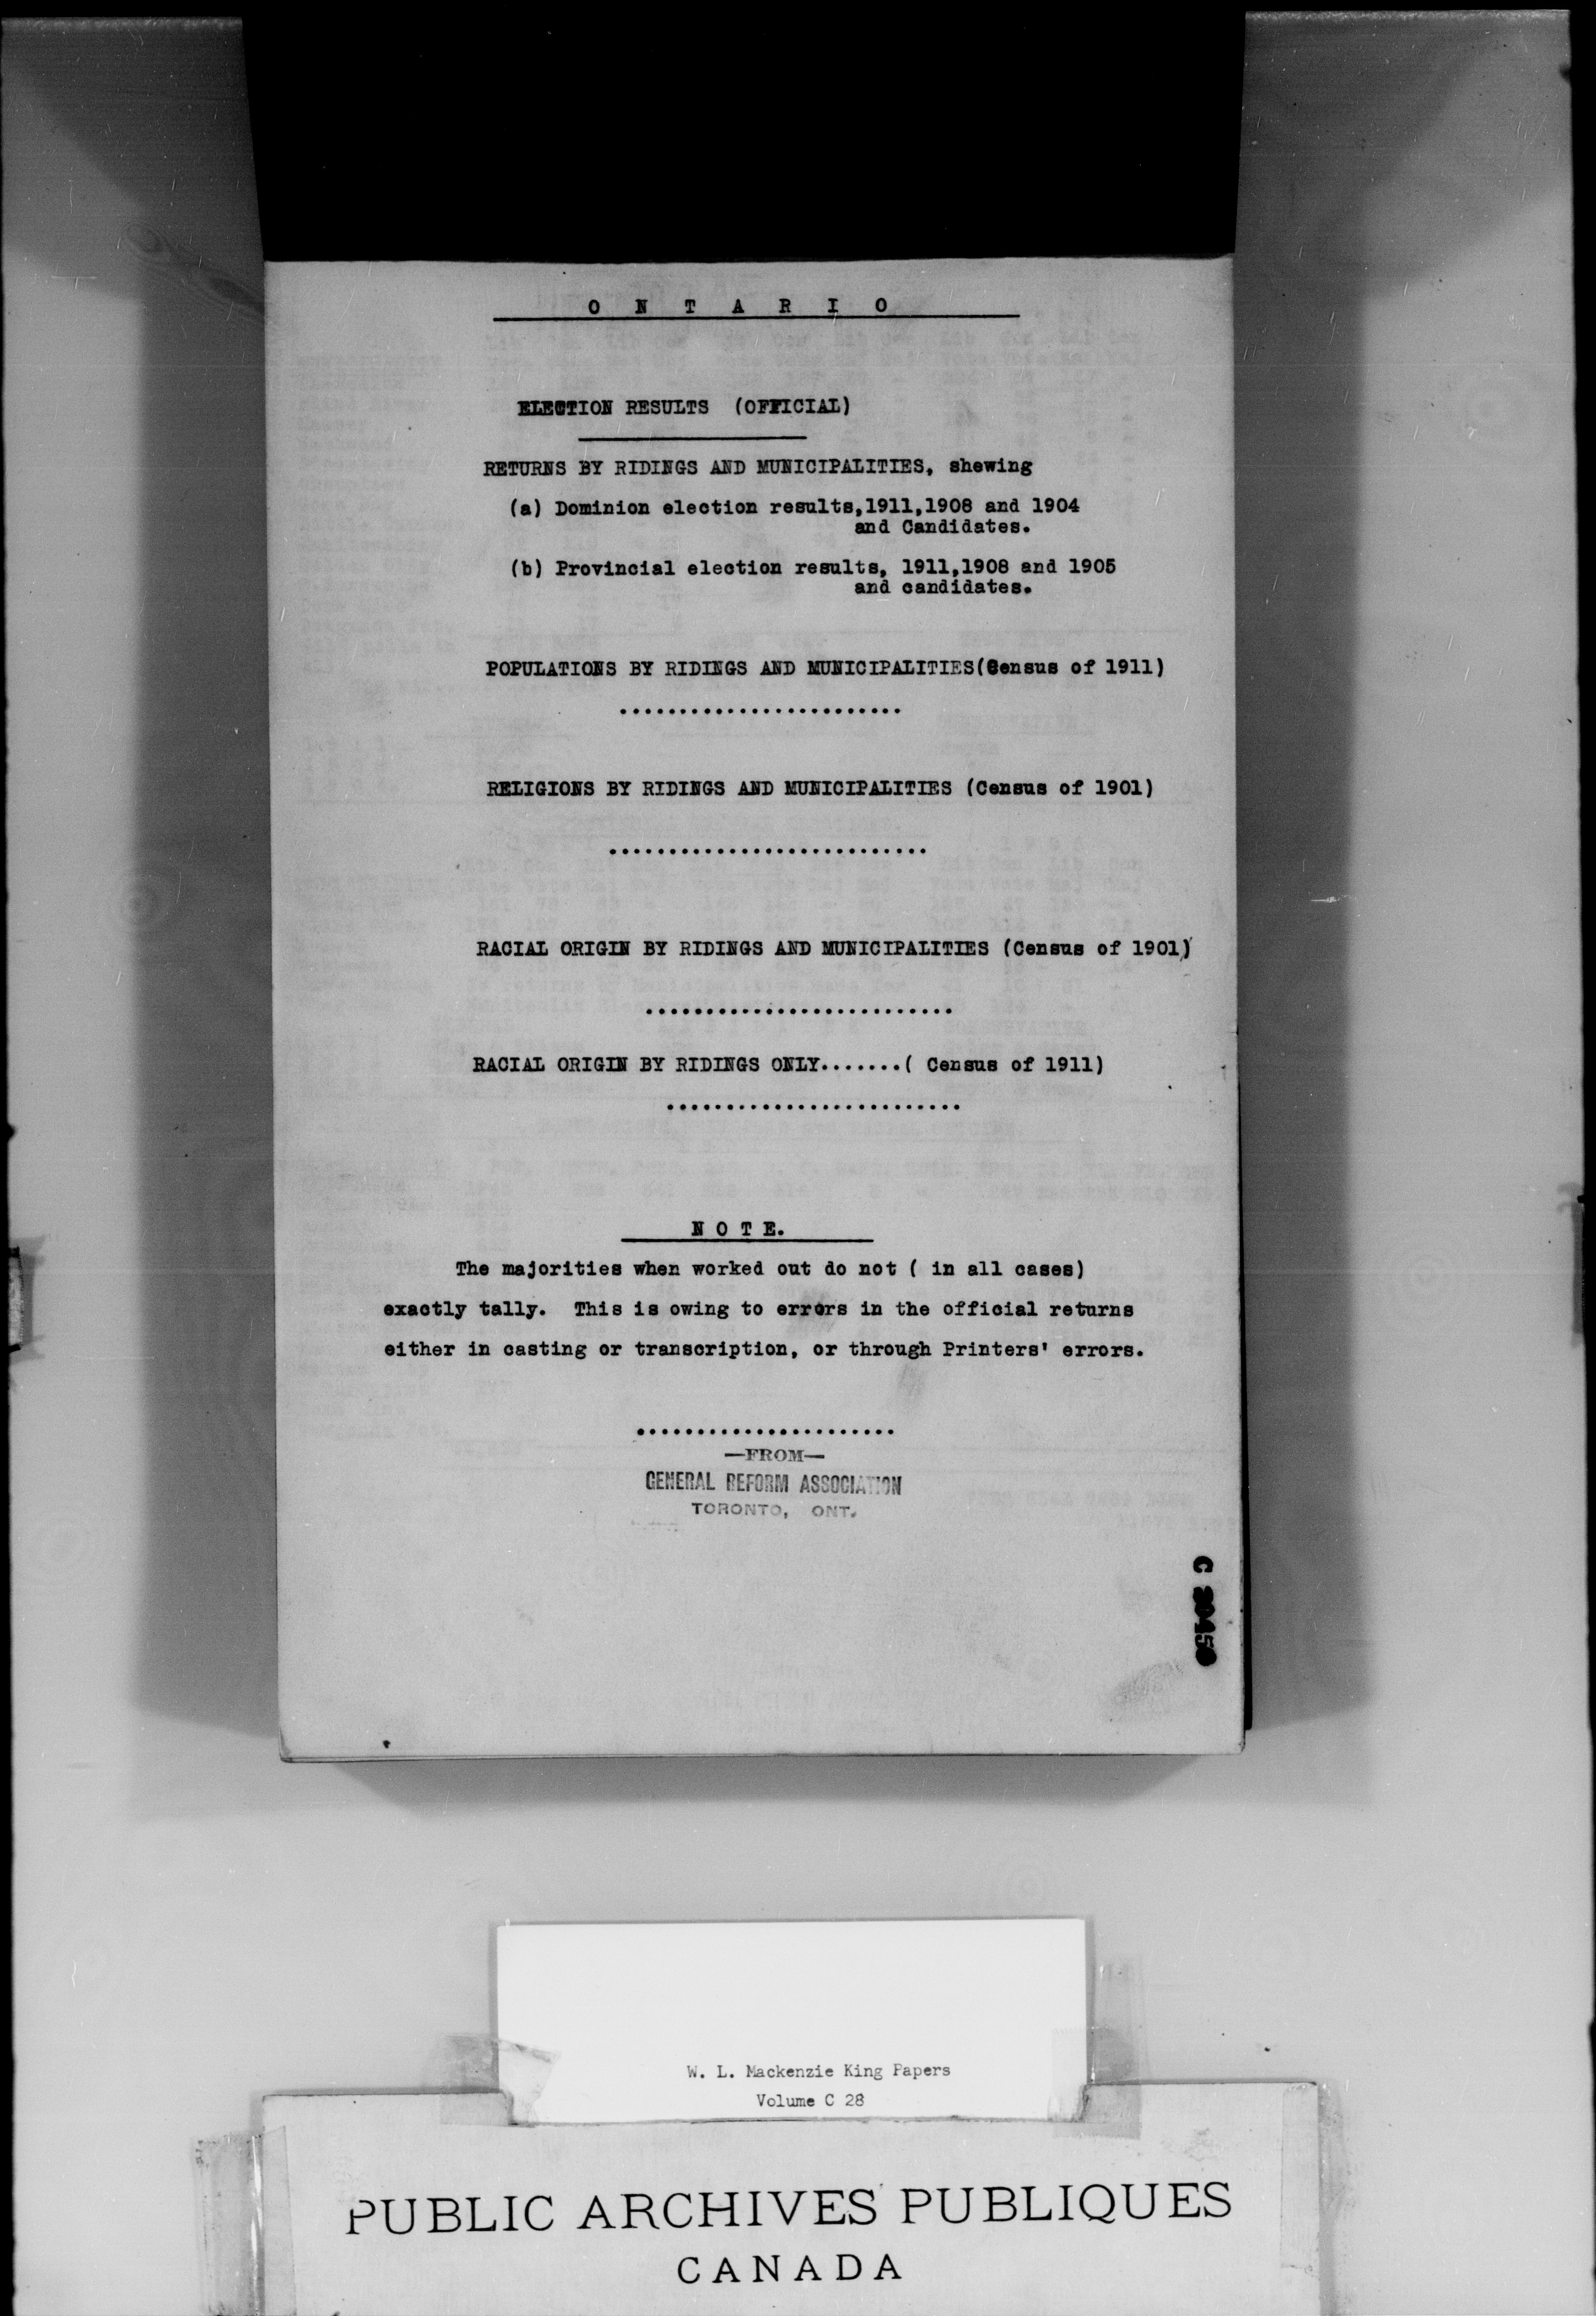 O N T A R I O
ELECTION RESULTS (OFFICIAL)
RETURNS BY RIDINGS AND MUNICIPALITIES, shewing
(a) Dominion election results,1911,1908 and 1904
and Candidates.
(b) Provincial election results, 1911,1908 and 1905
and candidates.
POPULATIONS BY RIDINGS AND MUNICIPALITIES(Census of 1911)
........................
RELIGIONS BY RIDINGS AND MUNICIPALITIES (Census of 1901)
...........................
RACIAL ORIGIN BY RIDINGS AND MUNICIPALITIES (Census of 1901)
..........................
RACIAL ORIGIN BY RIDINGS ONLY.......( Census of 1911)
.........................
N O T E.
The majorities when worked out do not ( in all cases)
exactly tally. This is owing to errors in the official returns
either in casting or transcription, or through Printers' errors.
......................
—FROM—
GENERAL REFORM ASSOCIATION
TORONTO, ONT.
C
W. L. Mackenzie King Papers
Volume C 28
PUBLIC ARCHIVES PUBLIQUES
CANADA